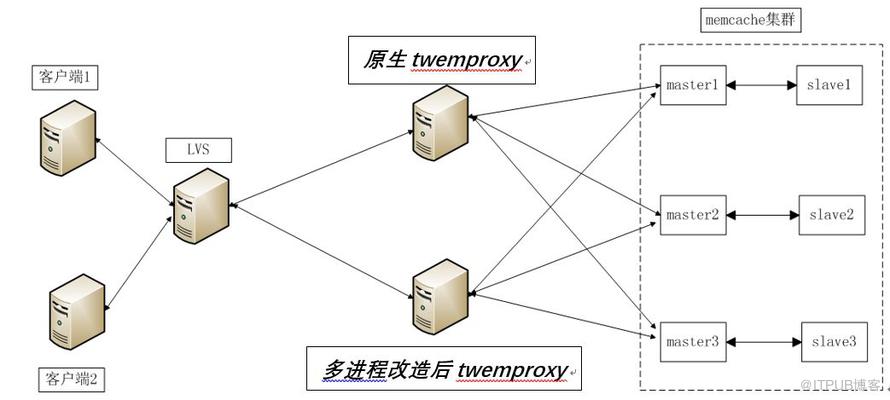 memcache集群
原生 twemproxy
客户端1
master1
slave1
LVS
master2
slave2
master3
slave3
多进程改造后 twemproxy
客户端2
@ITPUB博客